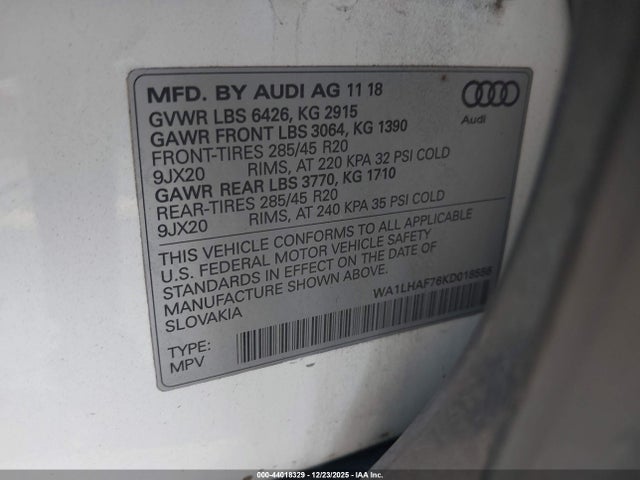 MFD. BY AUDI AG 11 18
GVWR LBS 6426, KG 2915
GAWR FRONT LBS 3064, KG 1390
FRONT-TIRES 285/45 R20
9JX20 RIMS, AT 220 KPA 32 PSI COLD
GAWR REAR LBS 3770, KG 1710
REAR-TIRES 285/45 R20
9JX20 RIMS, AT 240 KPA 35 PSI COLD
Audi
THIS VEHICLE CONFORMS TO ALL APPLICABLE
U.S. FEDERAL MOTOR VEHICLE SAFETY
STANDARDS IN EFFECT ON THE DATE OF
MANUFACTURE SHOWN ABOVE.
SLOVAKIA
TYPE:
MPV
000-44018329 - 12/23/2025 - IAA Inc.